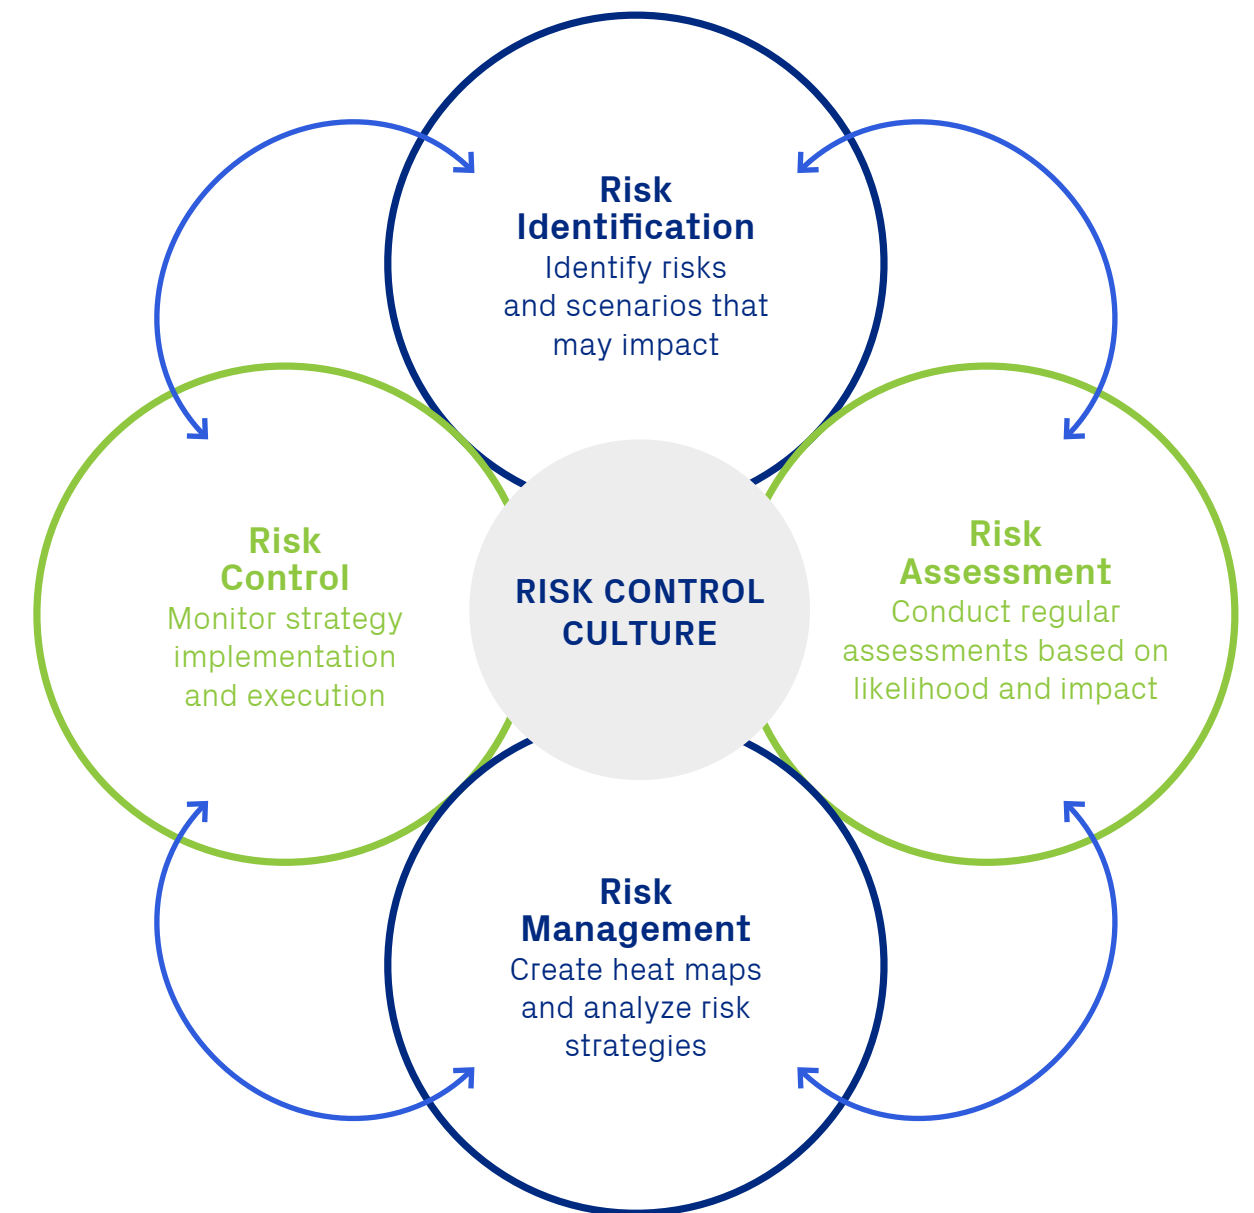 Risk
Identification
Identify risks
and scenarios that
may impact
Risk
Control
Monitor strategy
implementation
and execution
RISK CONTROL
CULTURE
Risk
Assessment
Conduct regular
assessments based on
likelihood and impact
Risk
Management
Create heat maps
and analyze risk
strategies